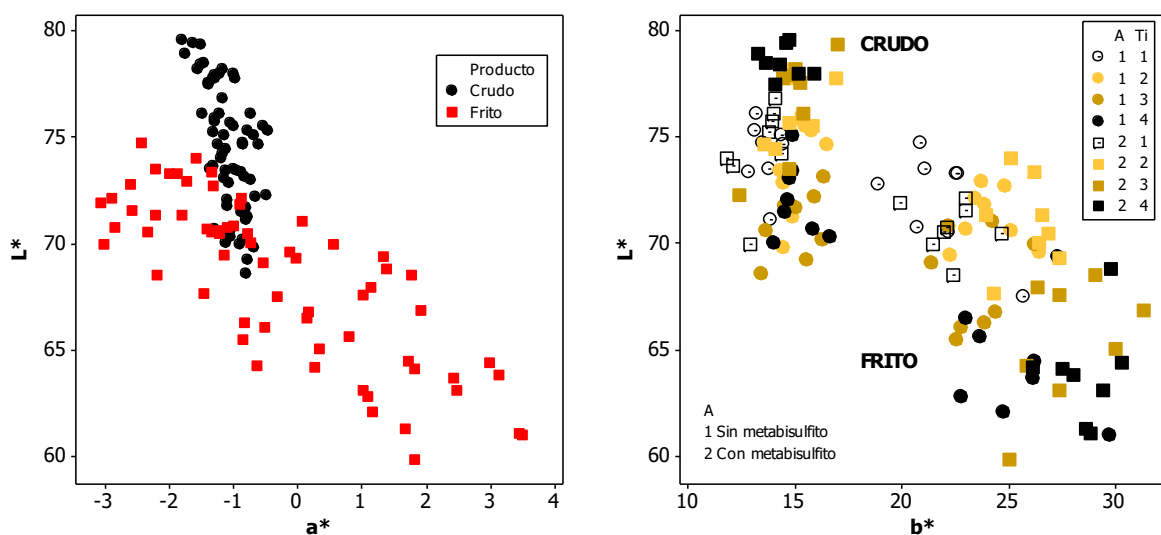 80
75
70
65
60
L*
-3 -2 -1 0 1 2 3 4
a*
Producto
Crudo
Frito
80
75
70
65
60
L*
10 15 20 25 30
b*
CRUDO
FRITO
A Ti
1 1
1 2
1 3
1 4
2 1
2 2
2 3
2 4
A
1 Sin metabisulfito
2 Con metabisulfito